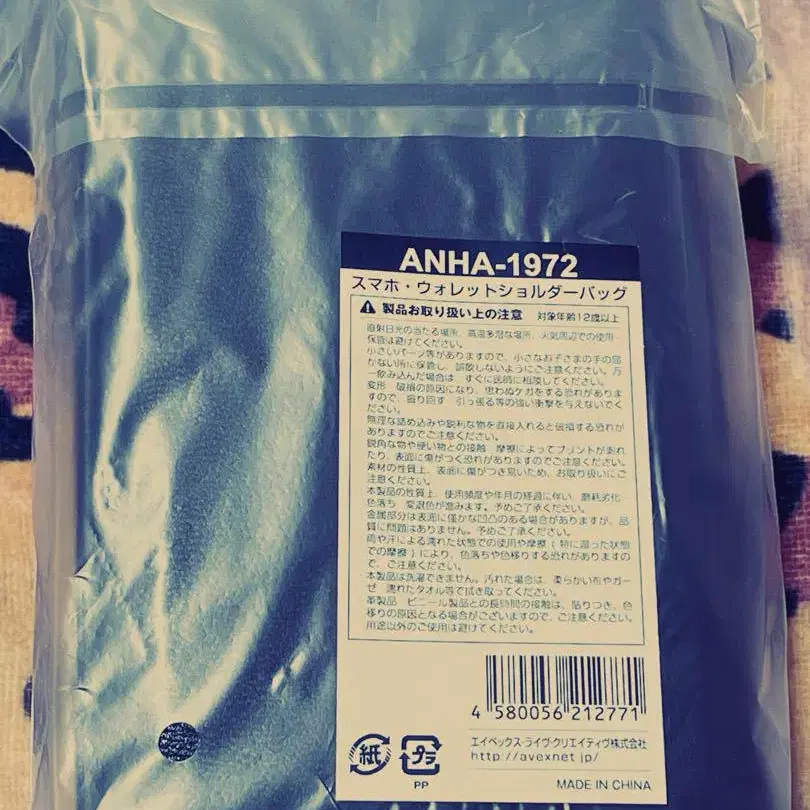 ANHA-1972
スマホ・ウォレットショルダーバッグ
製品お取り扱い上の注意 対象年齢12歳以上
直射日光の当たる場所、高温多湿な場所、火気周辺での使用
保管は避けてください。
小さいパーツ等がありますので、小さなお子さまの手の届
かない所に保管し、誤飲しないようにご注意ください。万
一飲み込んだ場合は すぐに医師に相談してください。
変形 破損の原因になり、思わぬケガをする恐れがありま
すので、振り回す 引っ張る等の強い衝撃を与えないでく
ださい。
無理な詰め込みや鋭利な物を直接入れると破損する恐れが
ありますのでご注意ください。
鋭角な物や硬い物との接触 摩擦によってプリントが剥れ
たり、表面に傷がつく恐れがありますのでご注意ください。
素材の性質上、表面に傷がつき易いため、お取り扱いにご
注意ください。
本製品の性質上、使用頻度や年月の経過に伴い、磨耗劣化
色落ち 変退色が進みます。予めご了承ください。
金属部分は表面に僅かな凹凸のある場合がありますが、品
質に問題はありません。予めご了承ください。
雨や汗による濡れた状態での使用や摩擦(特に湿った状態
での摩擦)により、色落ちや色移りする恐れがありますの
で、ご注意ください。
本製品は洗濯できません。汚れた場合は、柔らかい布やガー
ゼ 濡れたタオル等で拭き取ってください。
革製品 ビニール製品との長時間の接触は、貼りつき、色
移りの原因となる場合がございますので、ご注意ください。
用途以外のご使用は避けてください。
4 580056 212771
紙 プラ
PP
エイベックス・ライヴ・クリエイティヴ株式会社
http://avexnet.jp/
MADE IN CHINA